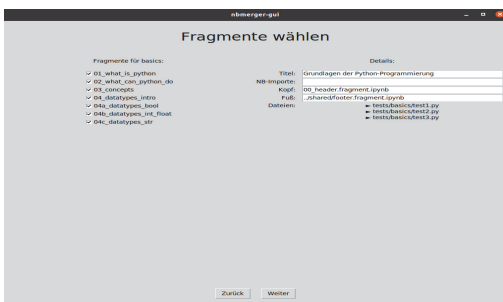 nbmerger-gui
Fragmente wählen
Fragmente für basics:
01_what_is_python
02_what_can_python_do
03_concepts
04_datatypes_intro
04a_datatypes_bool
04b_datatypes_int_float
04c_datatypes_str
Details:
Titel: Grundlagen der Python-Programmierung
NB-Importe:
Kopf: 00_header.fragment.ipynb
Fuß: ../shared/footer.fragment.ipynb
Dateien: ► tests/basics/test1.py
► tests/basics/test2.py
► tests/basics/test3.py
Zurück Weiter